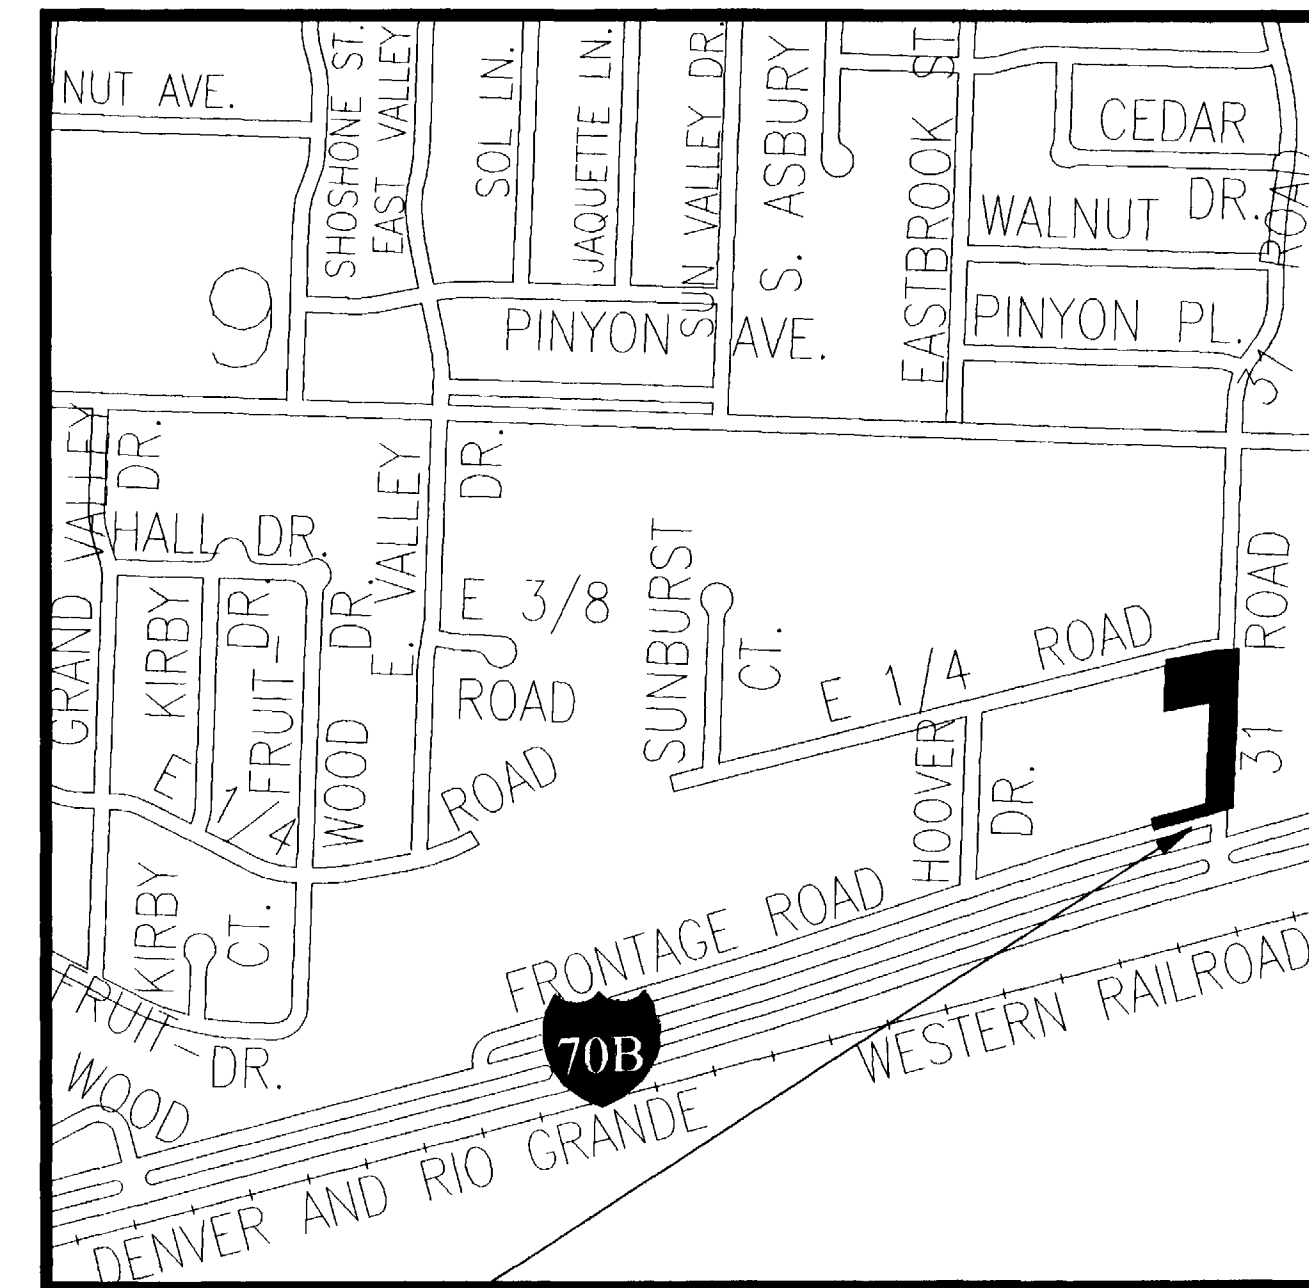 NUT AVE.
SHOSHONE ST.
EAST VALLEY
SOL LN.
JAQUETTE LN.
SUN VALLEY DR.
S. ASBURY
EASTBROOK ST.
CEDAR
DR.
WALNUT
ROAD
31
PINYON PL.
PINYON AVE.
9
GRAND VALLEY
DR.
HALL DR.
KIRBY
DR.
FRUIT-
WOOD
DR.
E. VALLEY
DR.
E 3/8
ROAD
SUNBURST
CT.
E 1/4 ROAD
31 ROAD
HOOVER
DR.
E 1/4
ROAD
KIRBY
CT.
FRUIT-
WOOD
DR.
FRONTAGE ROAD
70B
DENVER AND RIO GRANDE
WESTERN RAILROAD